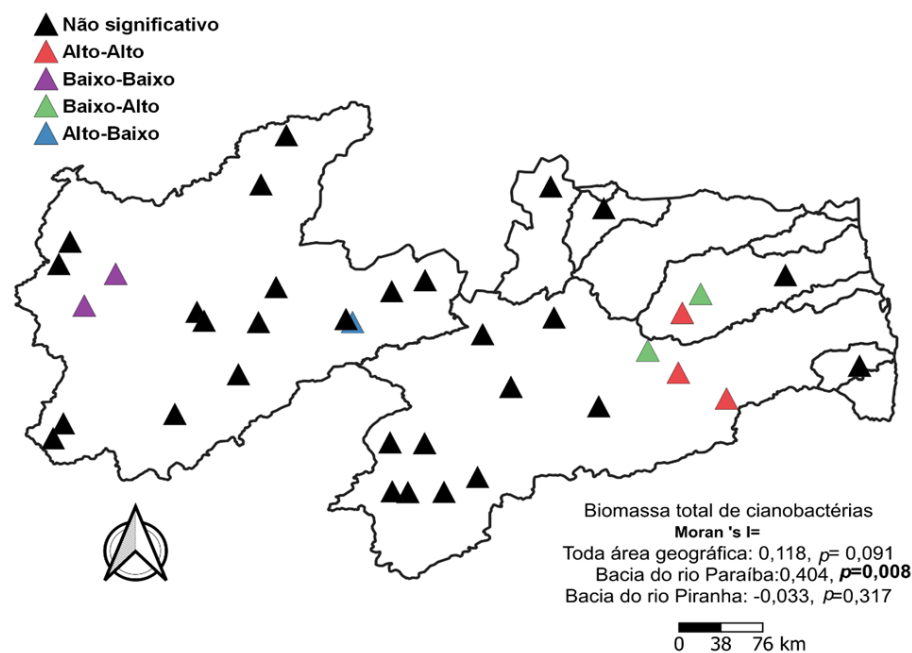 Não significativo
Alto-Alto
Baixo-Baixo
Baixo-Alto
Alto-Baixo
Biomassa total de cianobactérias
Moran 's I=
Toda área geográfica: 0,118, p= 0,091
Bacia do rio Paraíba:0,404, p=0,008
Bacia do rio Piranha: -0,033, p=0,317
0 38 76 km